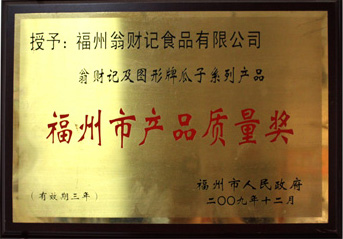 授予：福州翁财记食品有限公司
翁财记及图形牌瓜子系列产品
福州市产品质量奖
福州市人民政府
（有效期三年）
二〇〇九年十二月